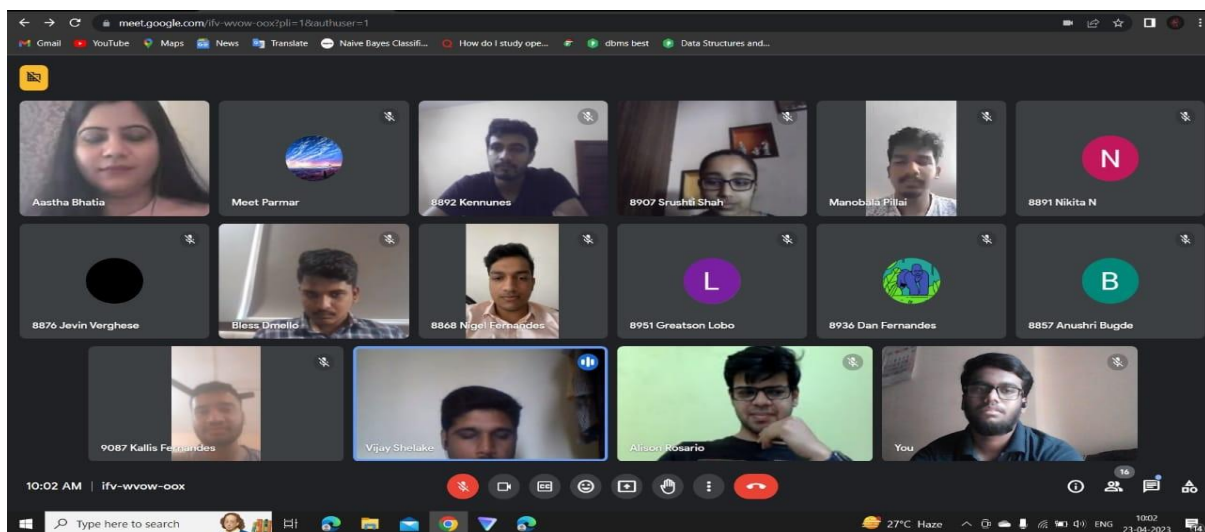 meet.google.com/ifv-wvow-oox?pli=1&authuser=1
Gmail YouTube Maps News Translate Naive Bayes Classifi... How do I study ope... dbms best Data Structures and...
Aastha Bhatia Meet Parmar 8892 Kennunes 8907 Srushti Shah Manobala Pillai N 8891 Nikita N
8876 Jevin Verghese Bless Dmello 8868 Nigel Fernandes L 8951 Greatson Lobo 8936 Dan Fernandes B 8857 Anushri Bugde
9087 Kallis Fernandes Vijay Shelake Alison Rosario You
10:02 AM | ifv-wvow-oox CC 16
Type here to search 27°C Haze ENG 10:02
23-04-2023 14